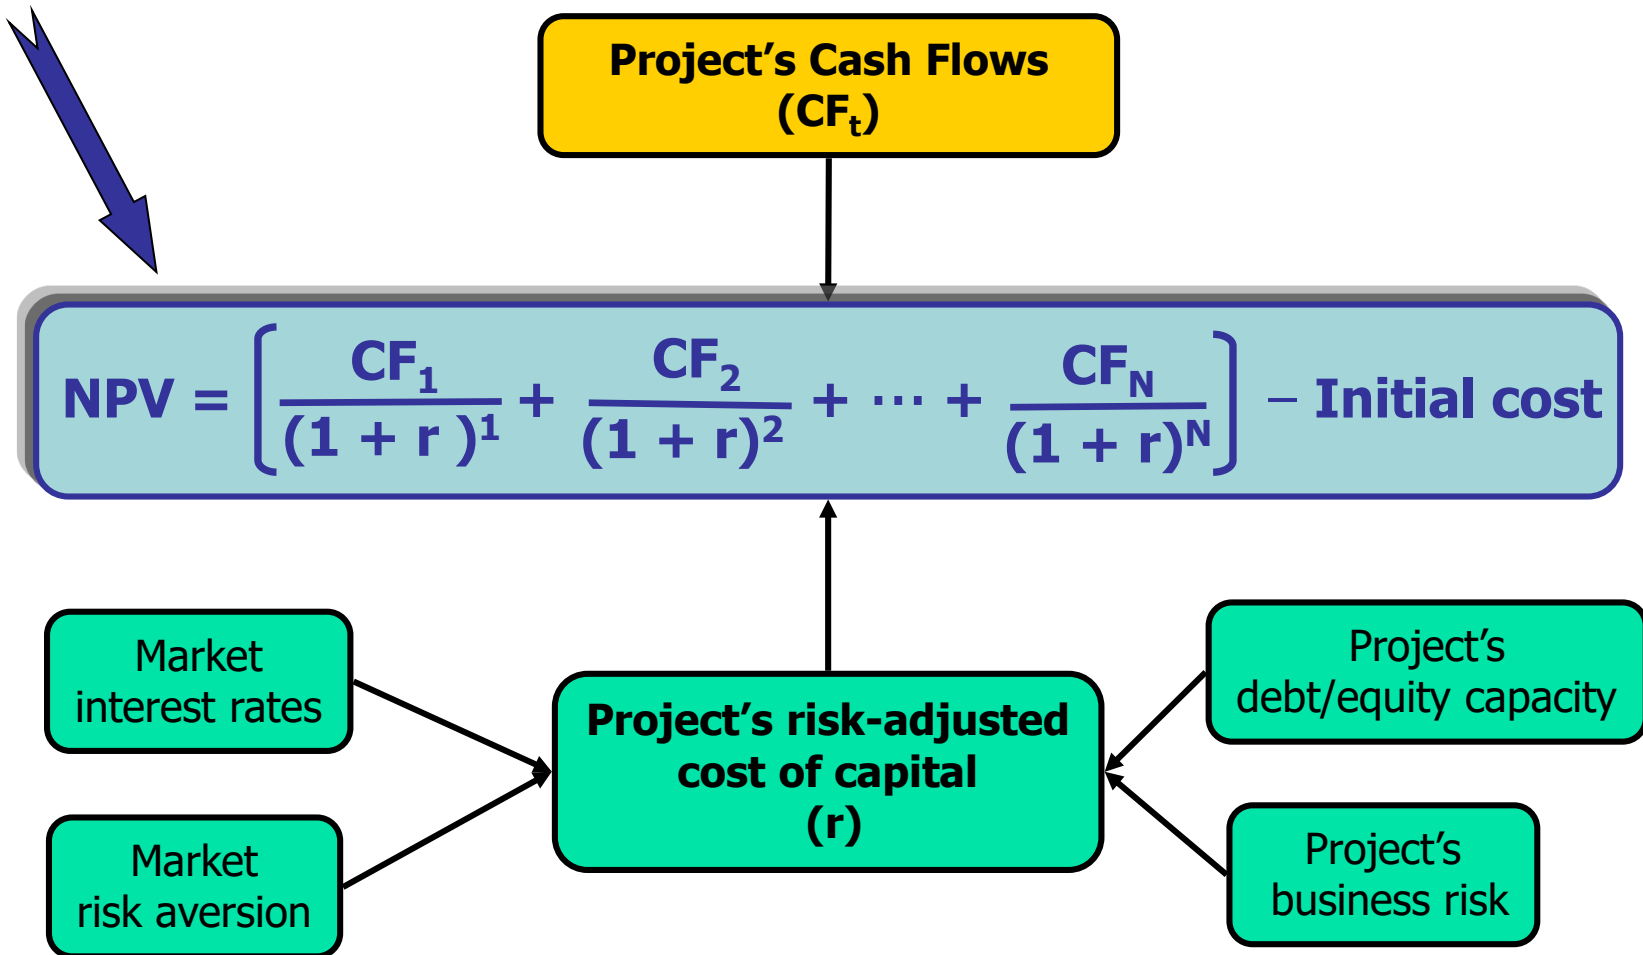 Project’s Cash Flows
(CFₜ)
NPV = [ CF₁ / (1 + r )¹ + CF₂ / (1 + r)² + ⋯ + CF_N / (1 + r)^N ] – Initial cost
Market
interest rates
Project’s
debt/equity capacity
Project’s risk-adjusted
cost of capital
(r)
Market
risk aversion
Project’s
business risk